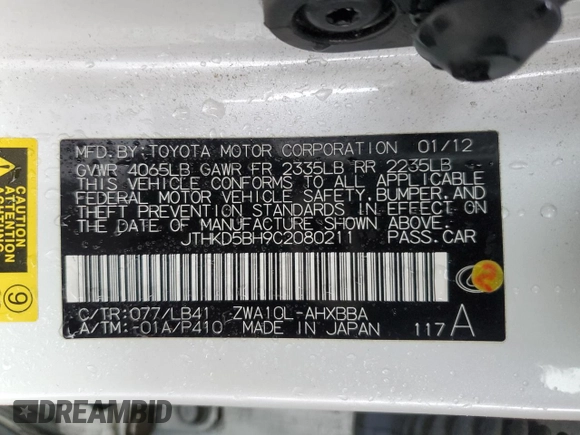 MFD.BY:TOYOTA MOTOR CORPORATION 01/12
GVWR 4065LB GAWR FR 2335LB RR 2235LB
THIS VEHICLE CONFORMS TO ALL APPLICABLE
FEDERAL MOTOR VEHICLE SAFETY,BUMPER,AND
THEFT PREVENTION STANDARDS IN EFFECT ON
THE DATE OF MANUFACTURE SHOWN ABOVE.
JTHKD5BH9C2080211 PASS.CAR
C/TR:077/LB41 ZWA10L-AHXBBA
A/TM:-01A/P410 MADE IN JAPAN 117A
ATTENTION
9
DREAMBID